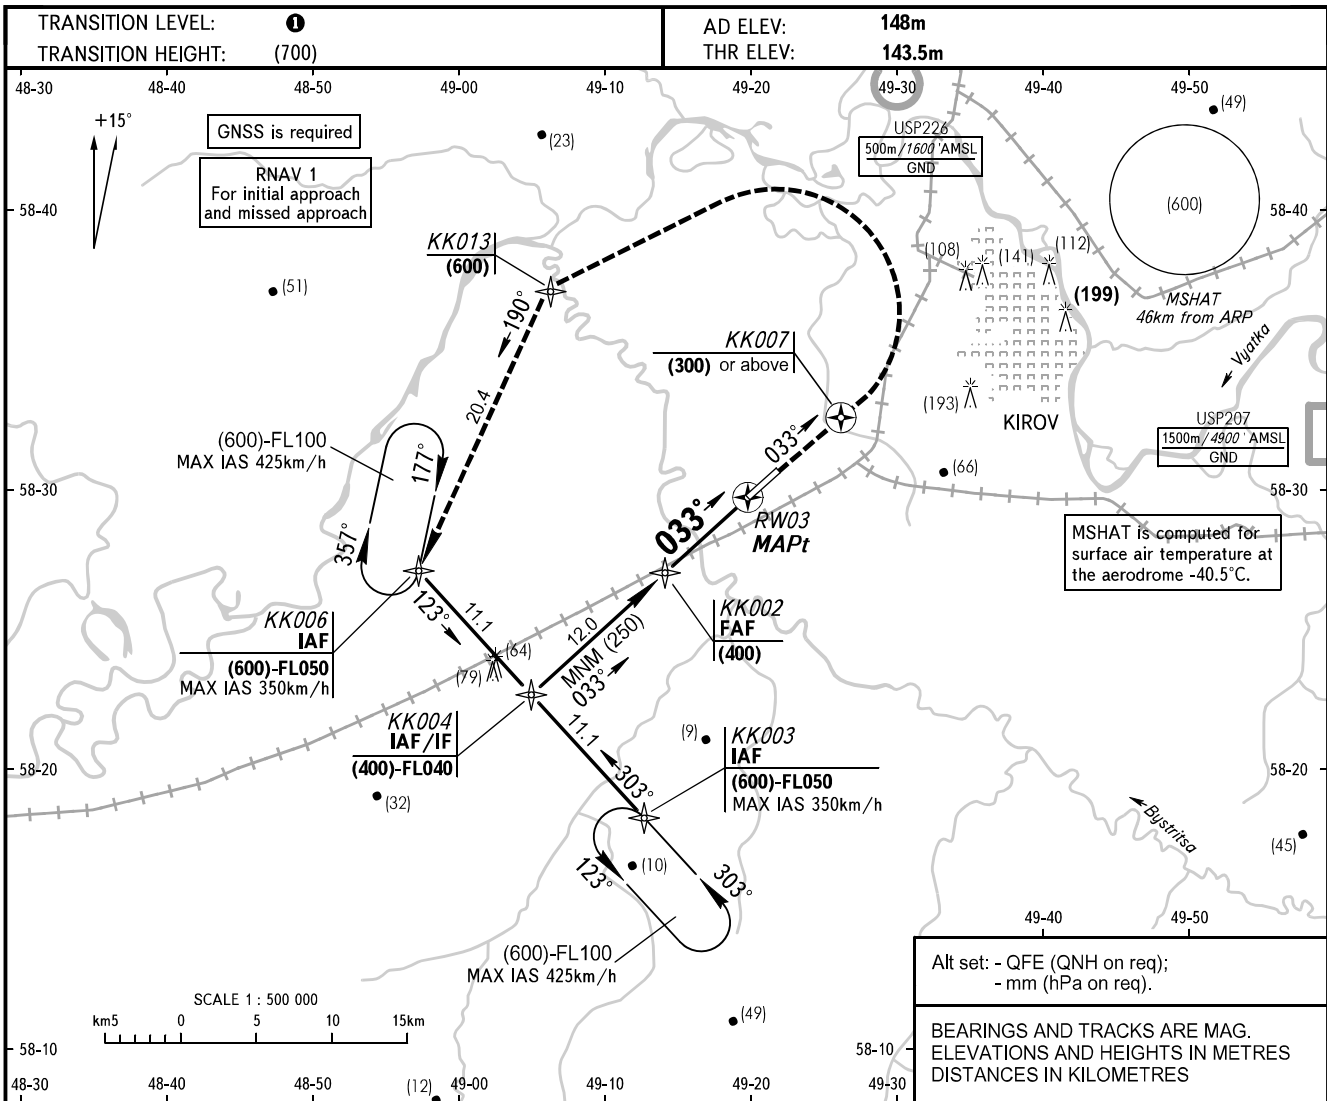 TRANSITION LEVEL: ❶
TRANSITION HEIGHT: (700)
AD ELEV: 148m
THR ELEV: 143.5m
48-30 48-40 48-50 49-00 49-10 49-20 49-30 49-40 49-50
+15°
GNSS is required
RNAV 1
For initial approach
and missed approach
(23)
(49)
USP226
500m/1600'AMSL
GND
58-40
(600)
58-40
KK013
(600)
(108)
(141)
(112)
(51)
(199)
MSHAT
46km from ARP
190°
KK007
(300) or above
Vyatka
20.4
(193)
KIROV
USP207
1500m/4900'AMSL
GND
(600)-FL100
MAX IAS 425km/h
177°
033°
(66)
58-30
58-30
357°
033°
RW03
MAPt
MSHAT is computed for
surface air temperature at
the aerodrome -40.5°C.
KK006
IAF
(600)-FL050
MAX IAS 350km/h
123°
11.1
KK002
FAF
(400)
12.0
MNM (250)
033°
(64)
(79)
KK004
IAF/IF
(400)-FL040
11.1
(9)
KK003
IAF
(600)-FL050
MAX IAS 350km/h
58-20
58-20
303°
(32)
Bystritsa
(45)
(10)
123°
303°
(600)-FL100
MAX IAS 425km/h
49-40 49-50
Alt set: - QFE (QNH on req);
- mm (hPa on req).
SCALE 1 : 500 000
km5 0 5 10 15km
(49)
BEARINGS AND TRACKS ARE MAG.
ELEVATIONS AND HEIGHTS IN METRES
DISTANCES IN KILOMETRES
58-10
58-10
48-30 48-40 48-50 49-00 49-10 49-20 49-30
(12)